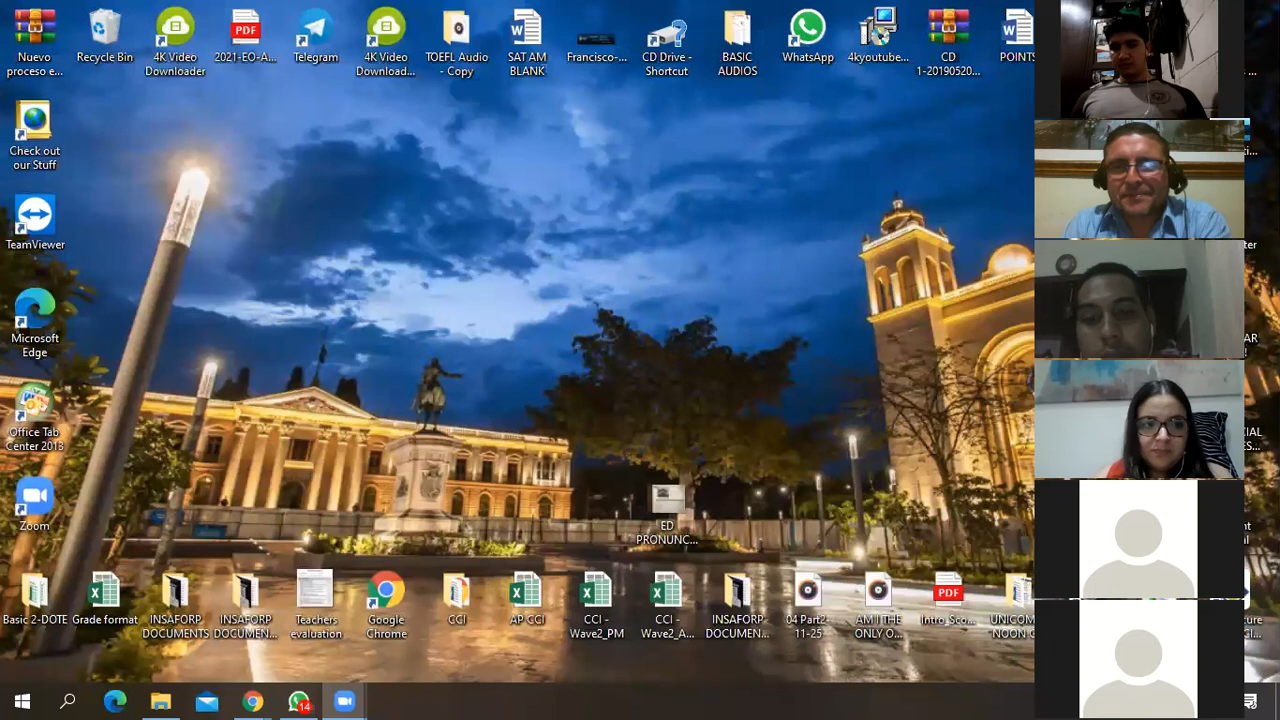 Nuevo
proceso e...
Recycle Bin
4K Video
Downloader
PDF
2021-EO-A...
Telegram
4K Video
Download...
TOEFL Audio
- Copy
SAT AM
BLANK
Francisco-...
CD Drive -
Shortcut
BASIC
AUDIOS
WhatsApp
4kyoutube...
CD
1-20190520...
POINTS
Check out
our Stuff
TeamViewer
Microsoft
Edge
Office Tab
Center 2013
Zoom
ED
PRONUNC...
Basic 2-DOTE
Grade format
INSAFORP
DOCUMENTS
INSAFORP
DOCUMEN...
Teachers
evaluation
Google
Chrome
CCI
AP CCI
CCI -
Wave2_PM
CCI -
Wave2_A...
INSAFORP
DOCUMEN...
04 Part2-
11-25
AM I THE
ONLY O...
PDF
Intro Sco...
UNICOM
NOON C
14